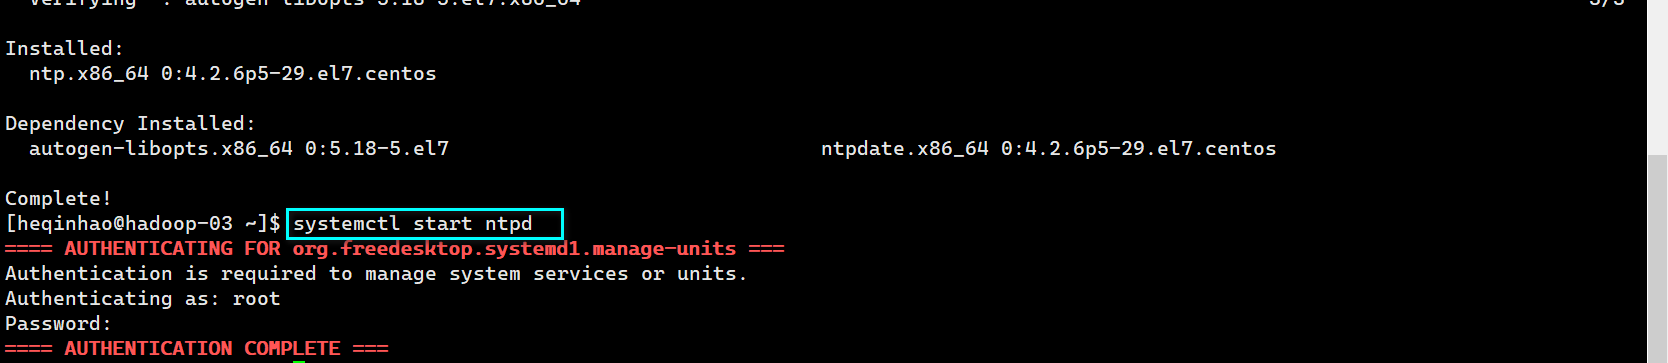 Verifying  : autogen-libopts-5.18-5.el7.x86_64 3/3
Installed:
ntp.x86_64 0:4.2.6p5-29.el7.centos
Dependency Installed:
autogen-libopts.x86_64 0:5.18-5.el7 ntpdate.x86_64 0:4.2.6p5-29.el7.centos
Complete!
[heqinhao@hadoop-03 ~]$ systemctl start ntpd
==== AUTHENTICATING FOR org.freedesktop.systemd1.manage-units ===
Authentication is required to manage system services or units.
Authenticating as: root
Password:
==== AUTHENTICATION COMPLETE ===